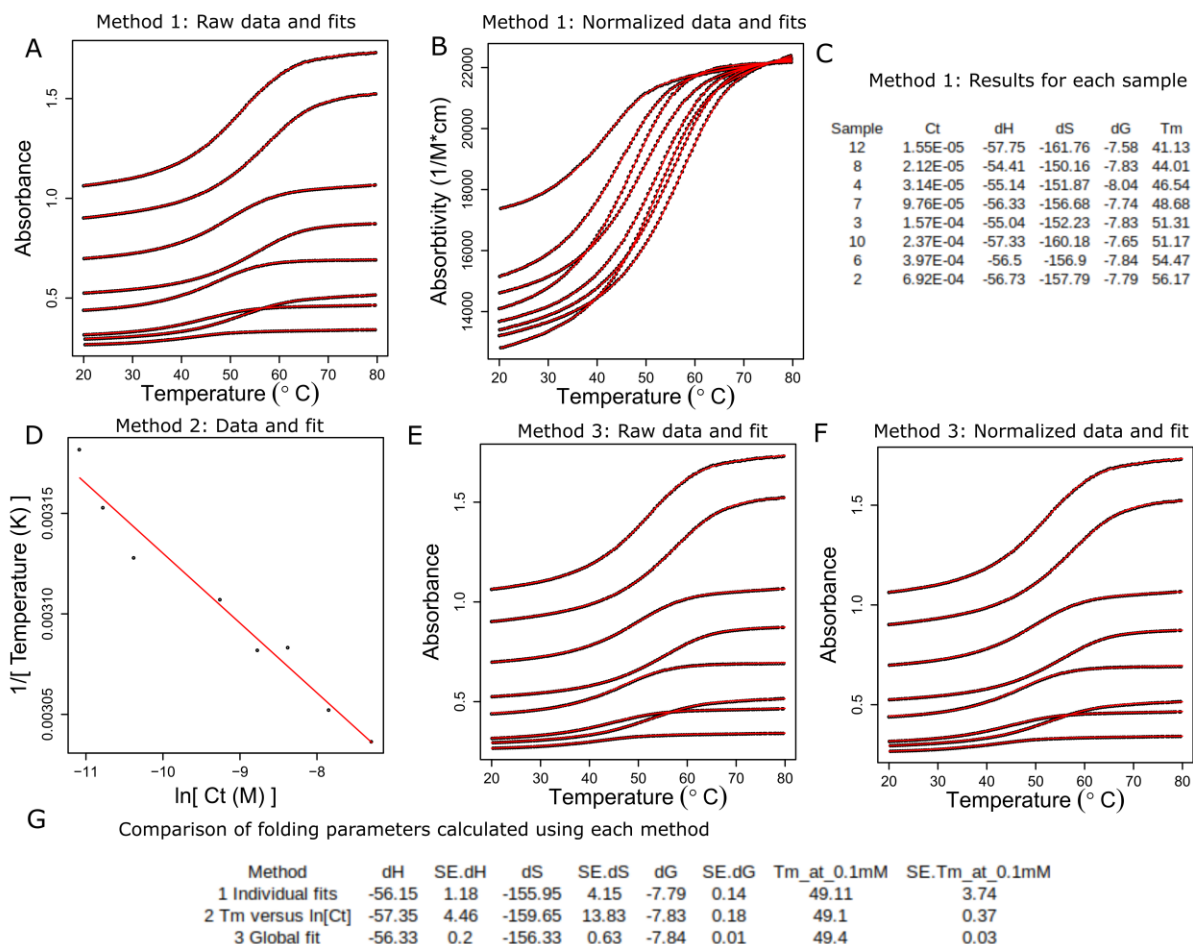 A
Method 1: Raw data and fits
Absorbance
1.5
1.0
0.5
20 30 40 50 60 70 80
Temperature (° C)
B
Method 1: Normalized data and fits
Absorbtivity (1/M*cm)
22000
20000
18000
16000
14000
20 30 40 50 60 70 80
Temperature (° C)
C
Method 1: Results for each sample
Sample Ct dH dS dG Tm
12 1.55E-05 -57.75 -161.76 -7.58 41.13
8 2.12E-05 -54.41 -150.16 -7.83 44.01
4 3.14E-05 -55.14 -151.87 -8.04 46.54
7 9.76E-05 -56.33 -156.68 -7.74 48.68
3 1.57E-04 -55.04 -152.23 -7.83 51.31
10 2.37E-04 -57.33 -160.18 -7.65 51.17
6 3.97E-04 -56.5 -156.9 -7.84 54.47
2 6.92E-04 -56.73 -157.79 -7.79 56.17
D
Method 2: Data and fit
1/[ Temperature (K) ]
0.00315
0.00310
0.00305
-11 -10 -9 -8
ln[ Ct (M) ]
E
Method 3: Raw data and fit
Absorbance
1.5
1.0
0.5
20 30 40 50 60 70 80
Temperature (° C)
F
Method 3: Normalized data and fit
Absorbance
1.5
1.0
0.5
20 30 40 50 60 70 80
Temperature (° C)
G
Comparison of folding parameters calculated using each method
Method dH SE.dH dS SE.dS dG SE.dG Tm_at_0.1mM SE.Tm_at_0.1mM
1 Individual fits -56.15 1.18 -155.95 4.15 -7.79 0.14 49.11 3.74
2 Tm versus ln[Ct] -57.35 4.46 -159.65 13.83 -7.83 0.18 49.1 0.37
3 Global fit -56.33 0.2 -156.33 0.63 -7.84 0.01 49.4 0.03